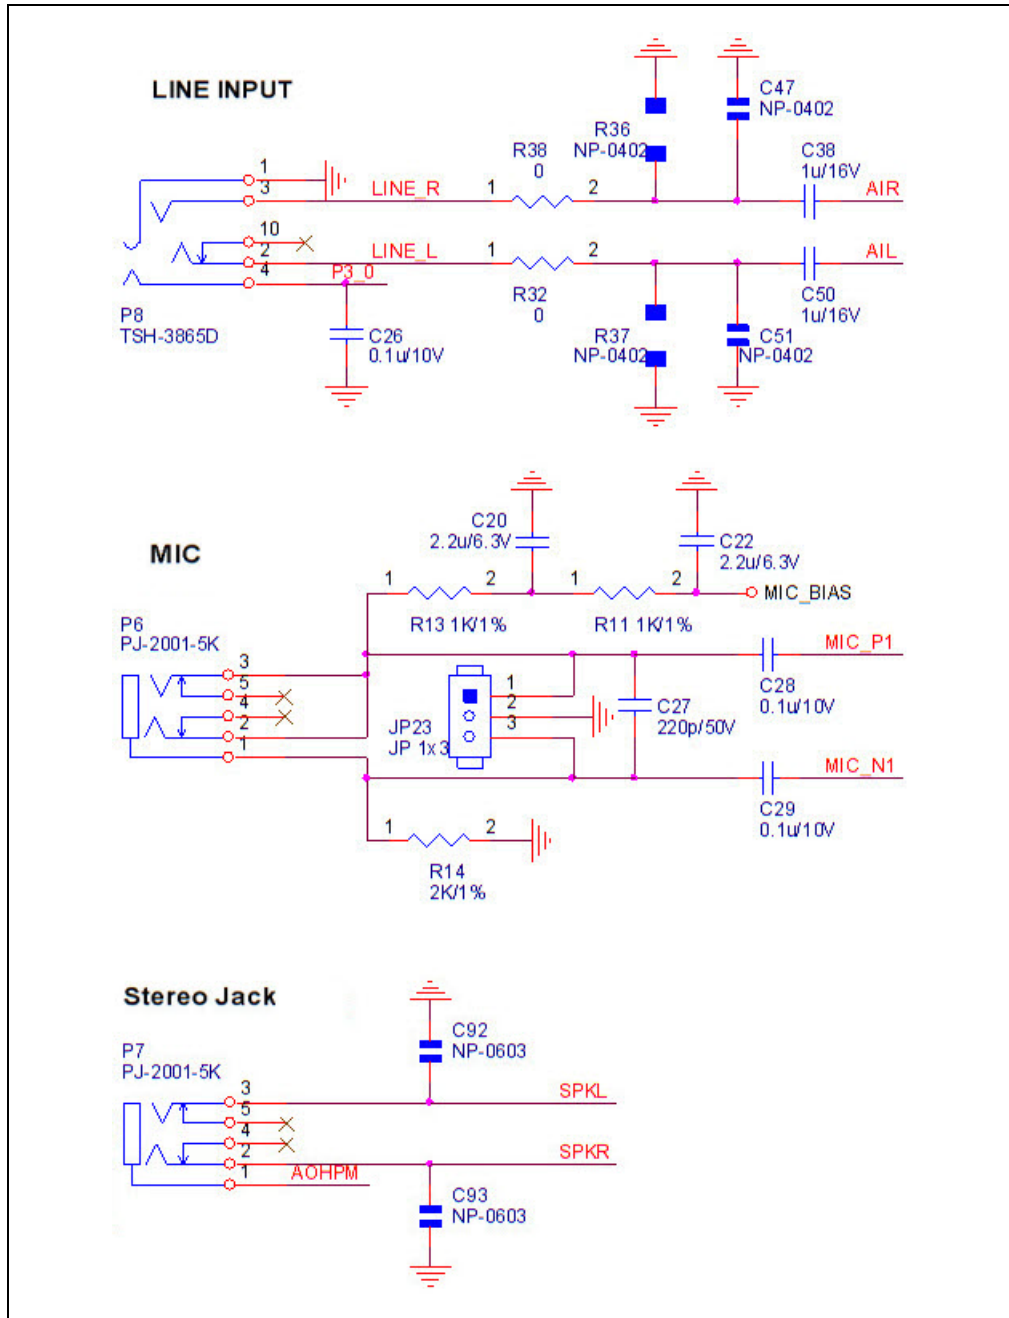 LINE INPUT
C47
NP-0402
R36
NP-0402
R38
0
C38
1u/16V
1
3
LINE_R
1
2
AIR
10
2
LINE_L
1
2
AIL
4
P3_0
P8
TSH-3865D
C26
0.1u/10V
R32
0
R37
NP-0402
C50
1u/16V
C51
NP-0402
MIC
C20
2.2u/6.3V
C22
2.2u/6.3V
1
2
1
2
MIC_BIAS
R13 1K/1%
R11 1K/1%
P6
PJ-2001-5K
3
5
4
2
1
MIC_P1
1
2
3
JP23
JP 1x3
C27
220p/50V
C28
0.1u/10V
MIC_N1
C29
0.1u/10V
1
2
R14
2K/1%
Stereo Jack
C92
NP-0603
P7
PJ-2001-5K
3
5
4
2
1
SPKL
SPKR
AOHPM
C93
NP-0603